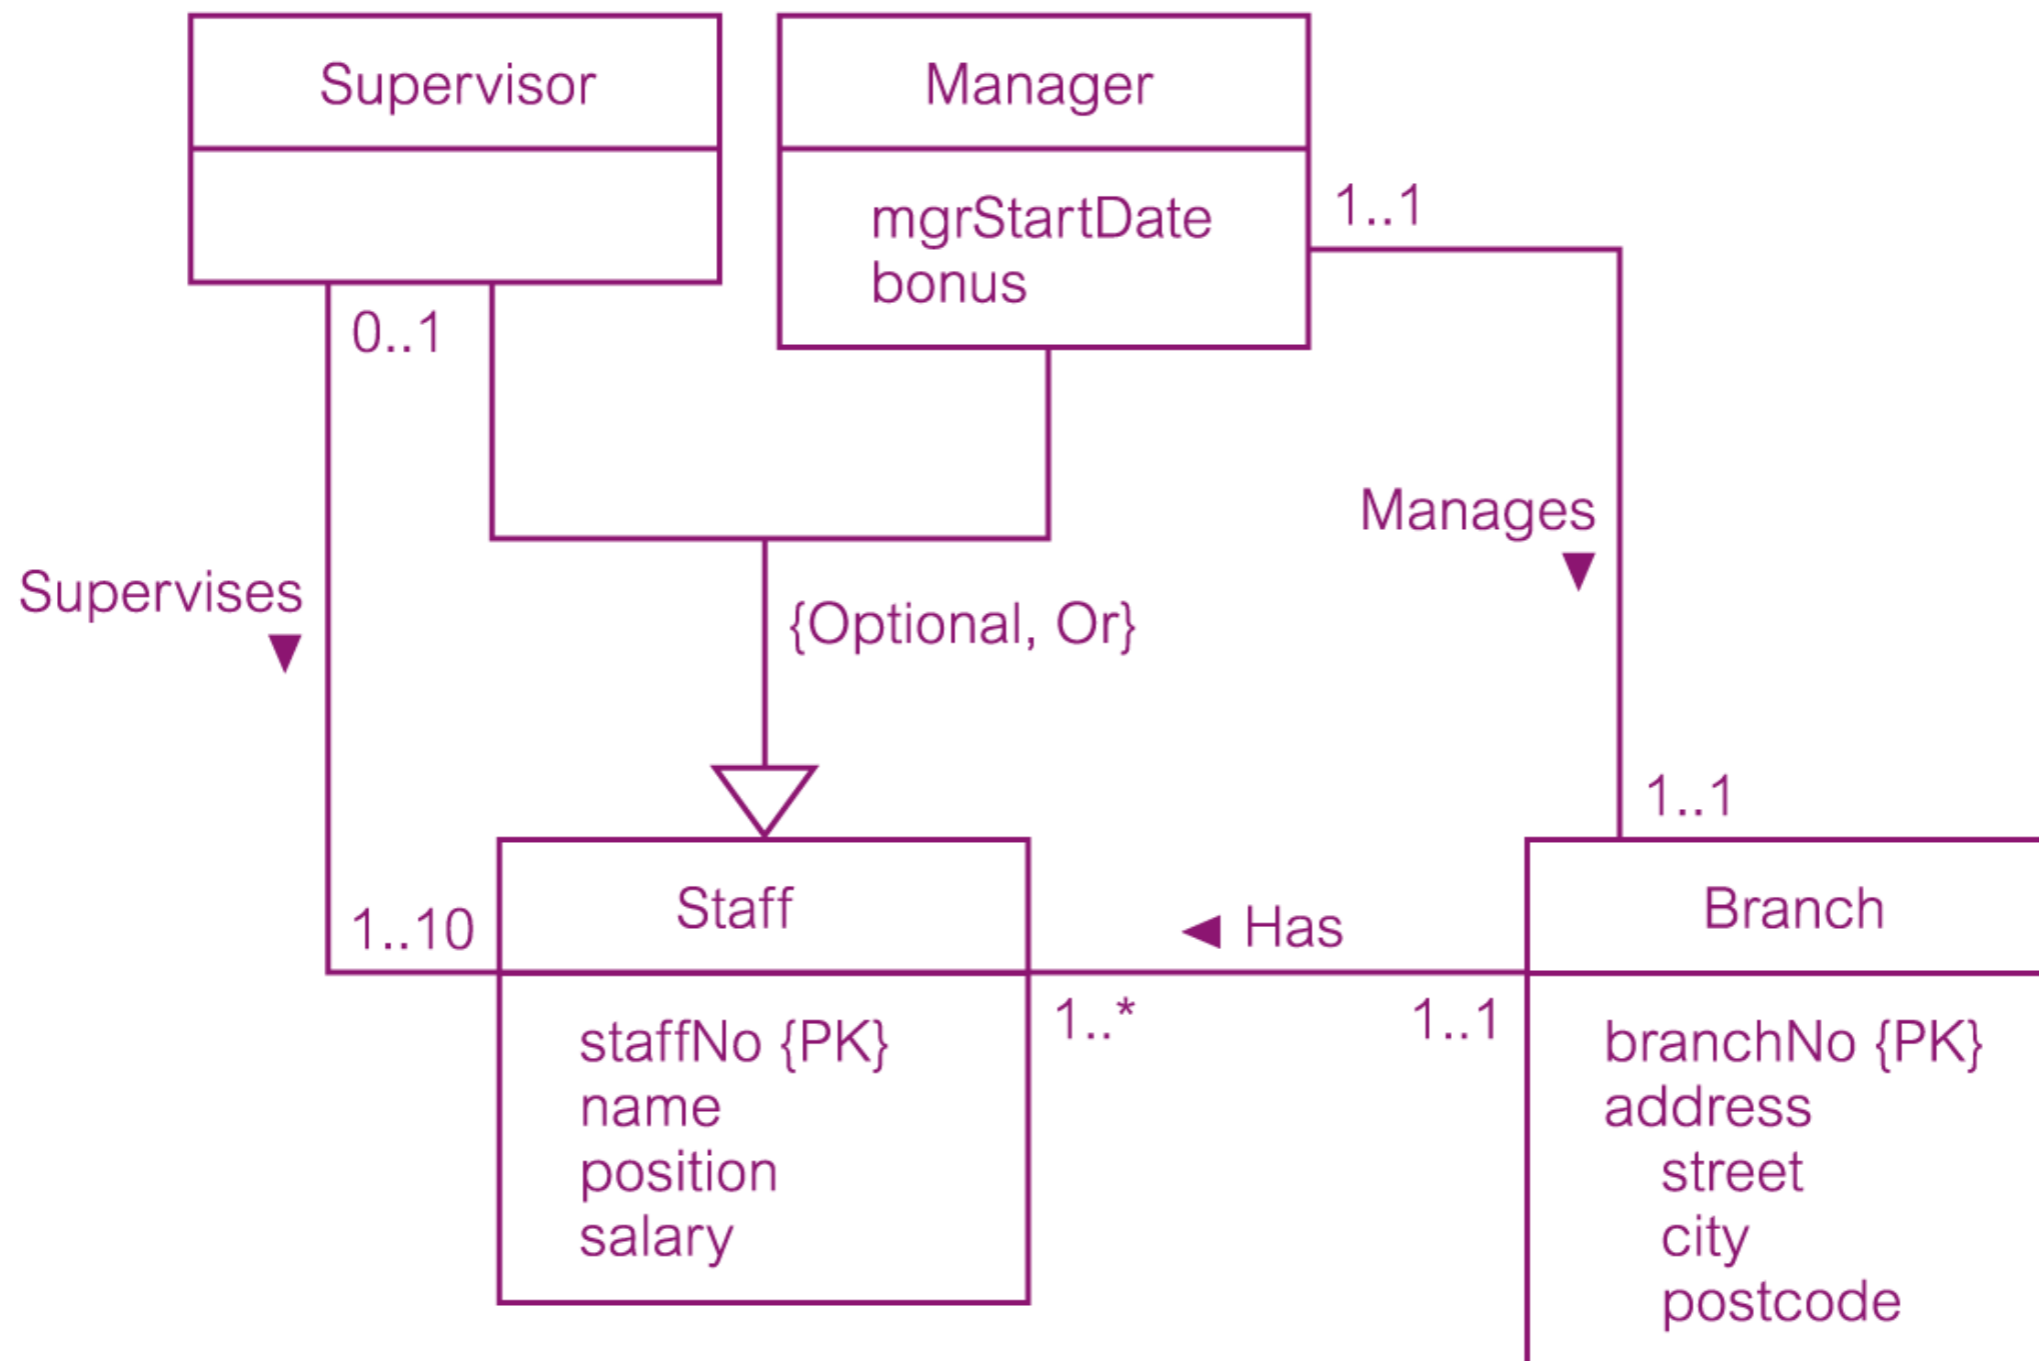 Supervisor
Manager
mgrStartDate
bonus
1..1
0..1
Manages
▼
Supervises
▼
{Optional, Or}
1..1
Staff
Branch
1..10
◀ Has
1..*
1..1
staffNo {PK}
name
position
salary
branchNo {PK}
address
street
city
postcode